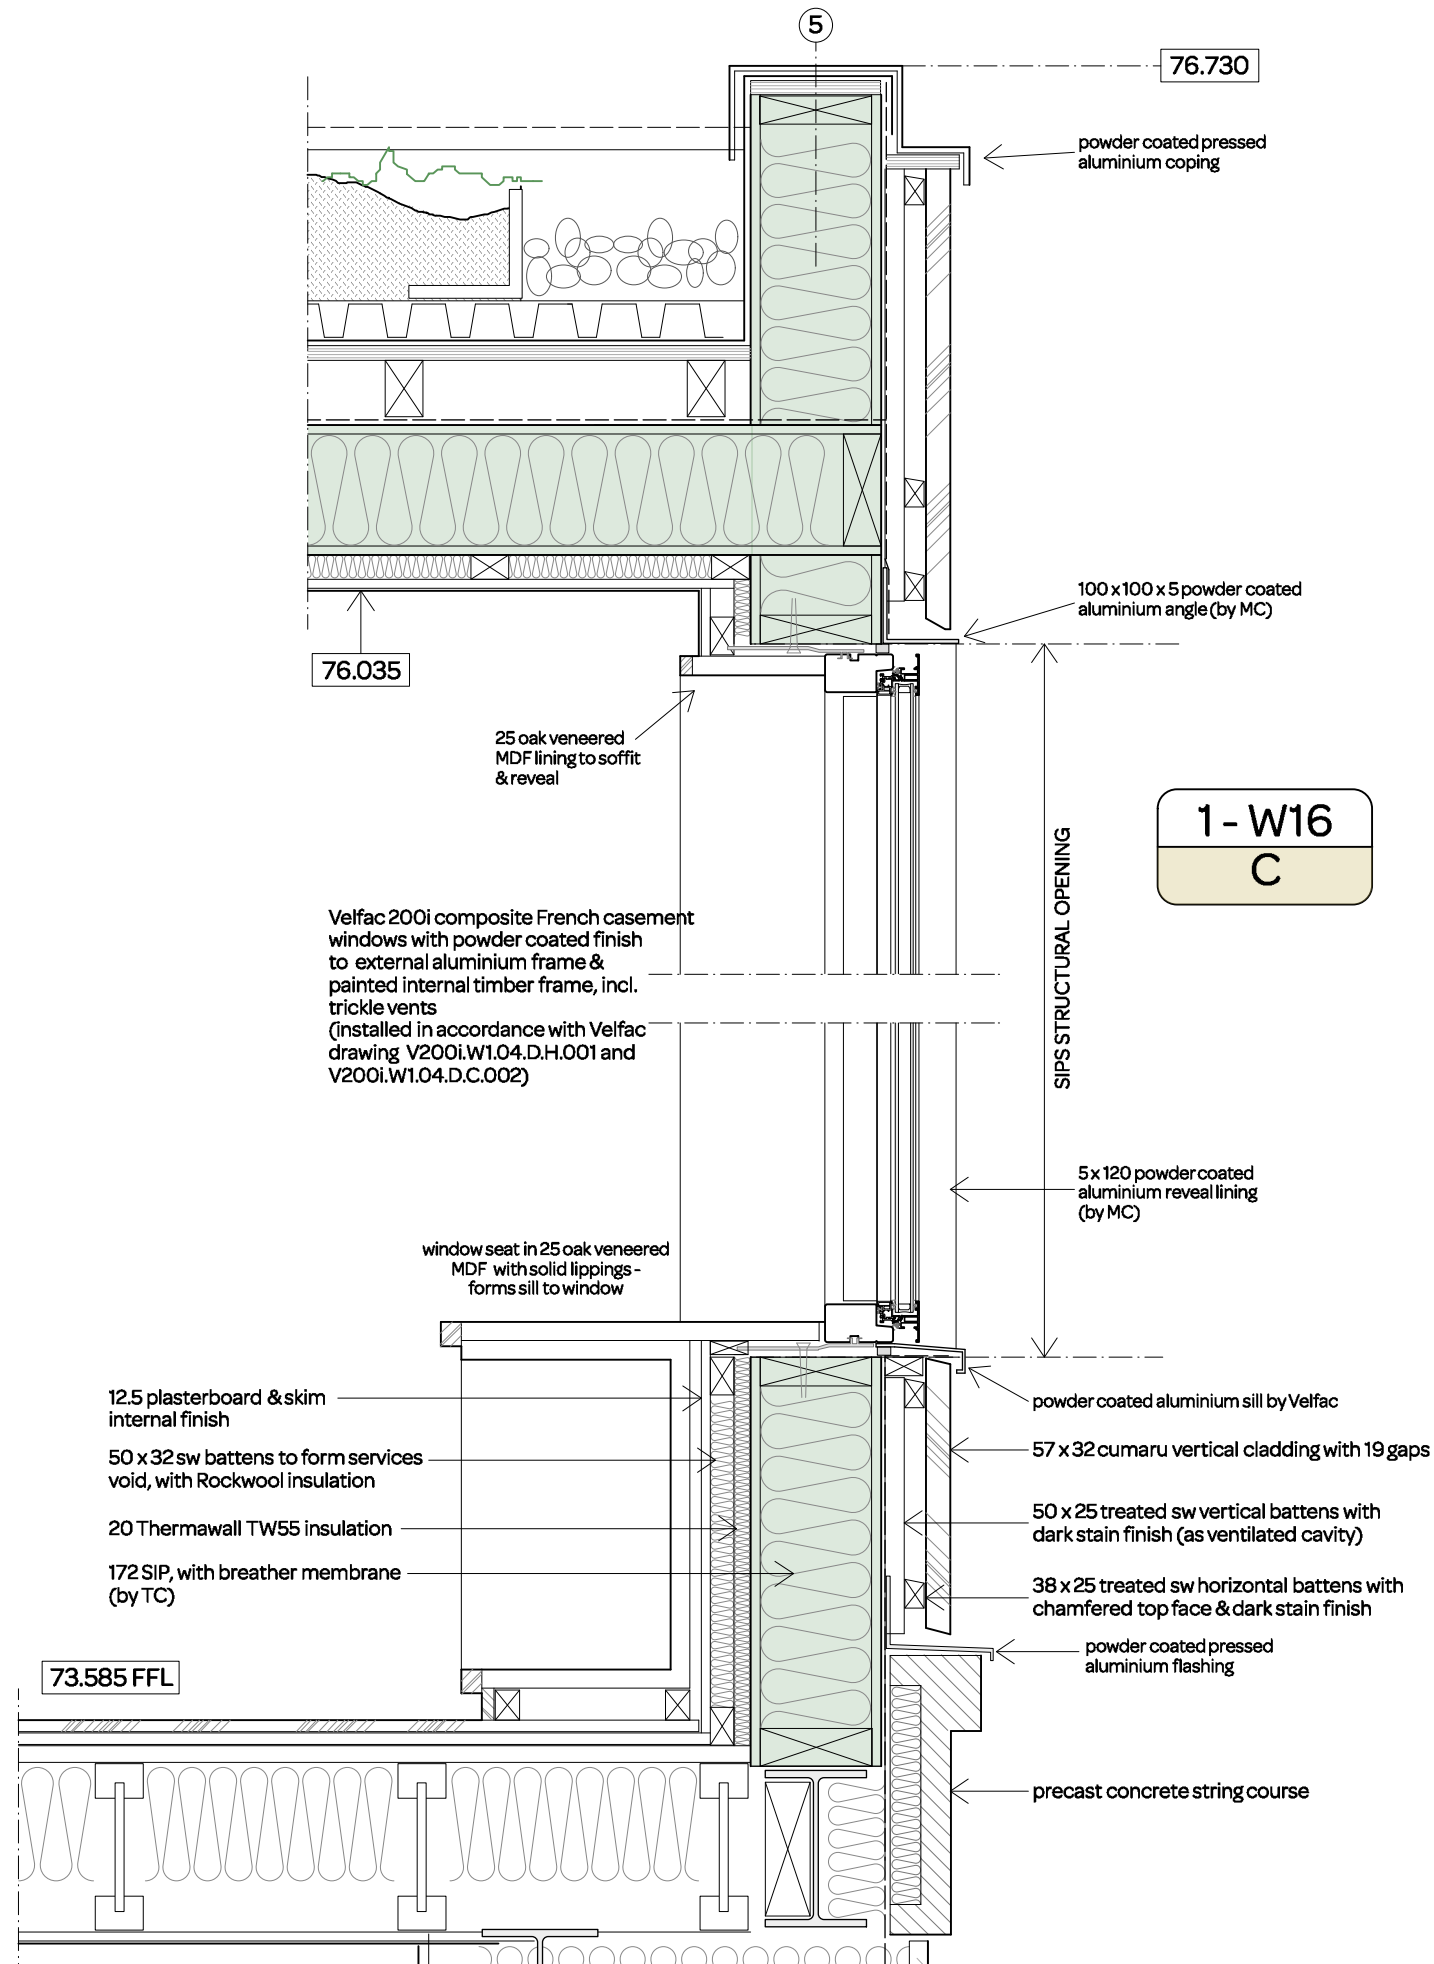 5
76.730
powder coated pressed
aluminium coping
100 x 100 x 5 powder coated
aluminium angle (by MC)
76.035
25 oak veneered
MDF lining to soffit
& reveal
1 - W16
C
SIPS STRUCTURAL OPENING
Velfac 200i composite French casement
windows with powder coated finish
to external aluminium frame &
painted internal timber frame, incl.
trickle vents
(installed in accordance with Velfac
drawing V200i.W1.04.D.H.001 and
V200i.W1.04.D.C.002)
5 x 120 powder coated
aluminium reveal lining
(by MC)
window seat in 25 oak veneered
MDF with solid lippings -
forms sill to window
12.5 plasterboard & skim
internal finish
50 x 32 sw battens to form services
void, with Rockwool insulation
20 Thermawall TW55 insulation
172 SIP, with breather membrane
(by TC)
powder coated aluminium sill by Velfac
57 x 32 cumaru vertical cladding with 19 gaps
50 x 25 treated sw vertical battens with
dark stain finish (as ventilated cavity)
38 x 25 treated sw horizontal battens with
chamfered top face & dark stain finish
powder coated pressed
aluminium flashing
73.585 FFL
precast concrete string course